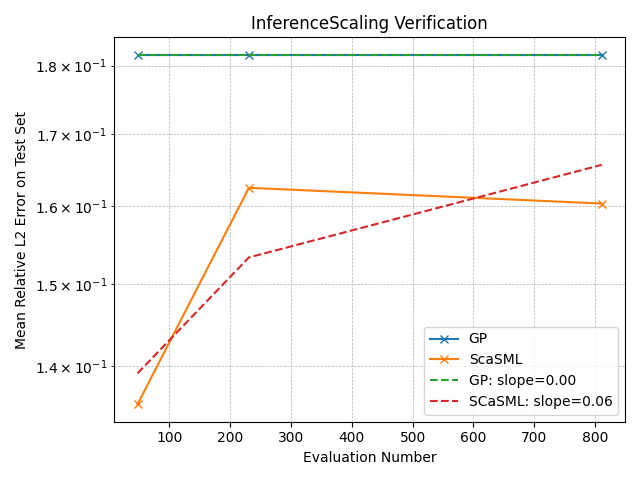 InferenceScaling Verification
Mean Relative L2 Error on Test Set
1.8 × 10⁻¹
1.7 × 10⁻¹
1.6 × 10⁻¹
1.5 × 10⁻¹
1.4 × 10⁻¹
GP
ScaSML
GP: slope=0.00
SCaSML: slope=0.06
100 200 300 400 500 600 700 800
Evaluation Number